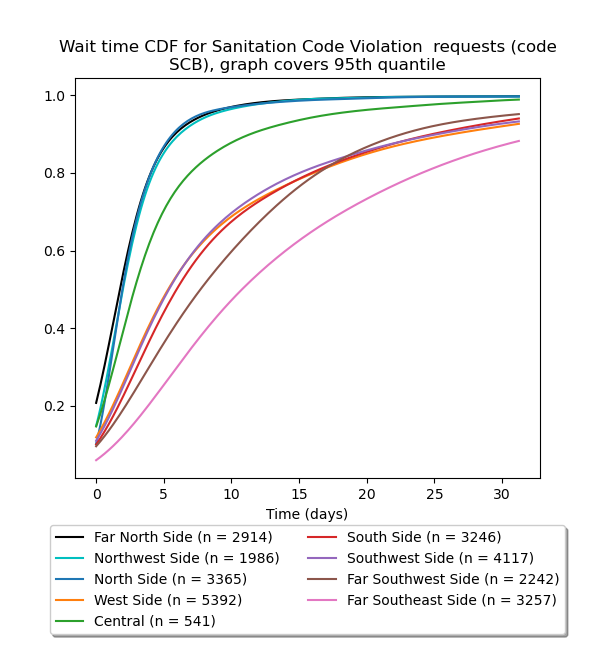 Wait time CDF for Sanitation Code Violation  requests (code
SCB), graph covers 95th quantile
1.0
0.8
0.6
0.4
0.2
0
5
10
15
20
25
30
Time (days)
Far North Side (n = 2914)
Northwest Side (n = 1986)
North Side (n = 3365)
West Side (n = 5392)
Central (n = 541)
South Side (n = 3246)
Southwest Side (n = 4117)
Far Southwest Side (n = 2242)
Far Southeast Side (n = 3257)